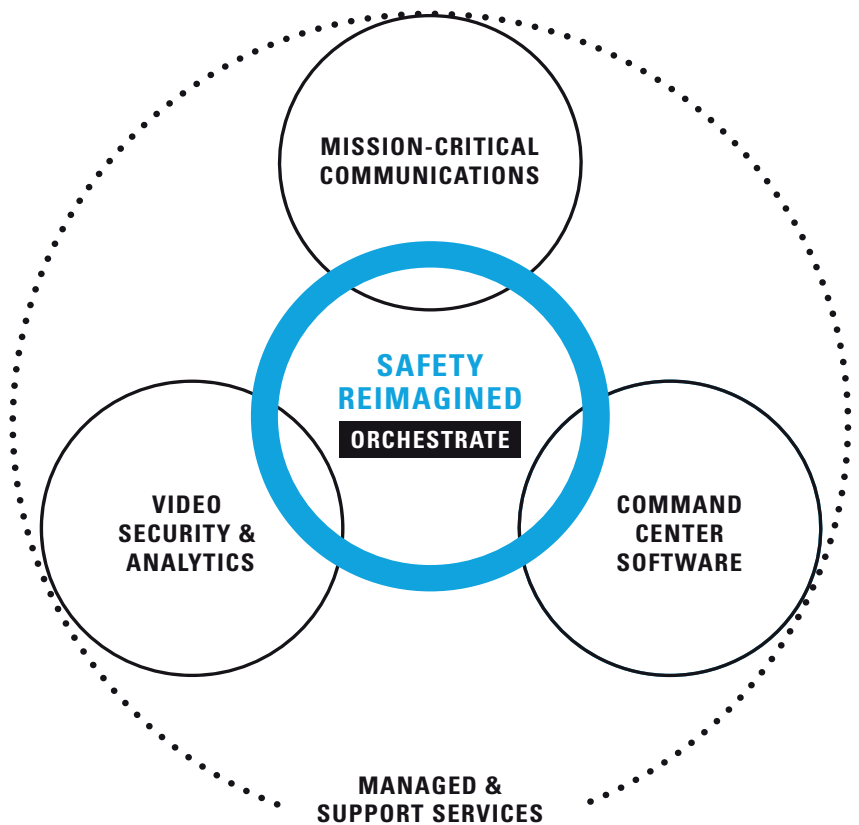 MISSION-CRITICAL
COMMUNICATIONS
SAFETY
REIMAGINED
ORCHESTRATE
VIDEO
SECURITY &
ANALYTICS
COMMAND
CENTER
SOFTWARE
MANAGED &
SUPPORT SERVICES